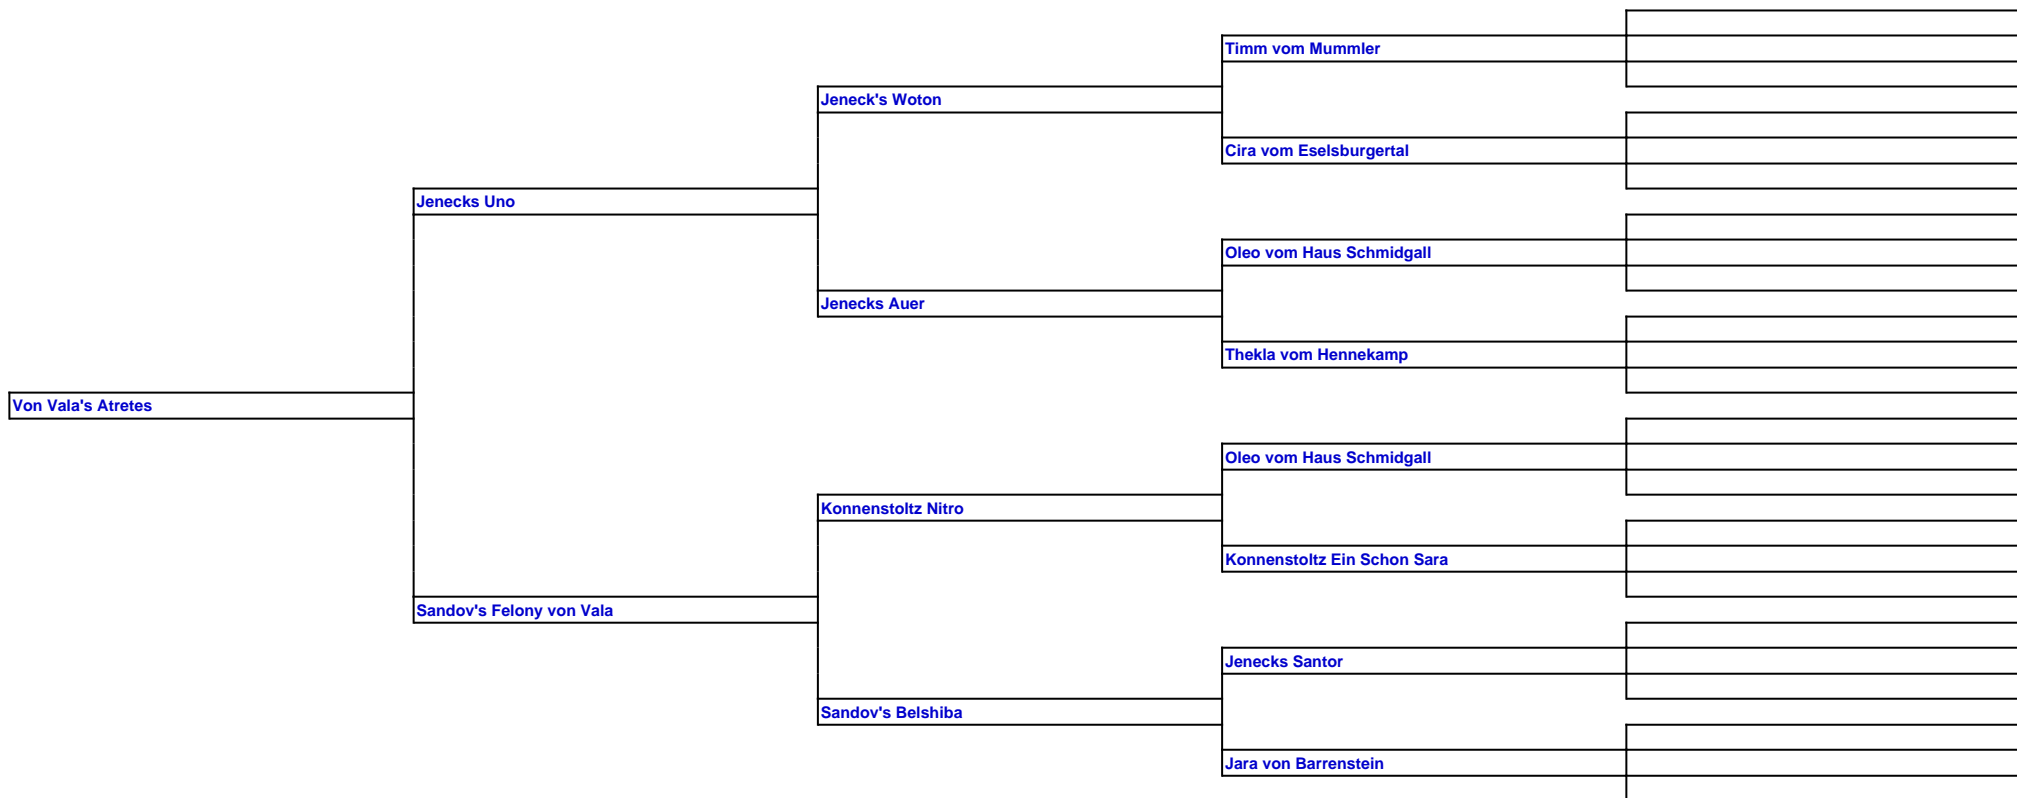 Timm vom Mummler
Jeneck's Woton
Cira vom Eselsburgertal
Jenecks Uno
Oleo vom Haus Schmidgall
Jenecks Auer
Thekla vom Hennekamp
Von Vala's Atretes
Oleo vom Haus Schmidgall
Konnenstoltz Nitro
Konnenstoltz Ein Schon Sara
Sandov's Felony von Vala
Jenecks Santor
Sandov's Belshiba
Jara von Barrenstein